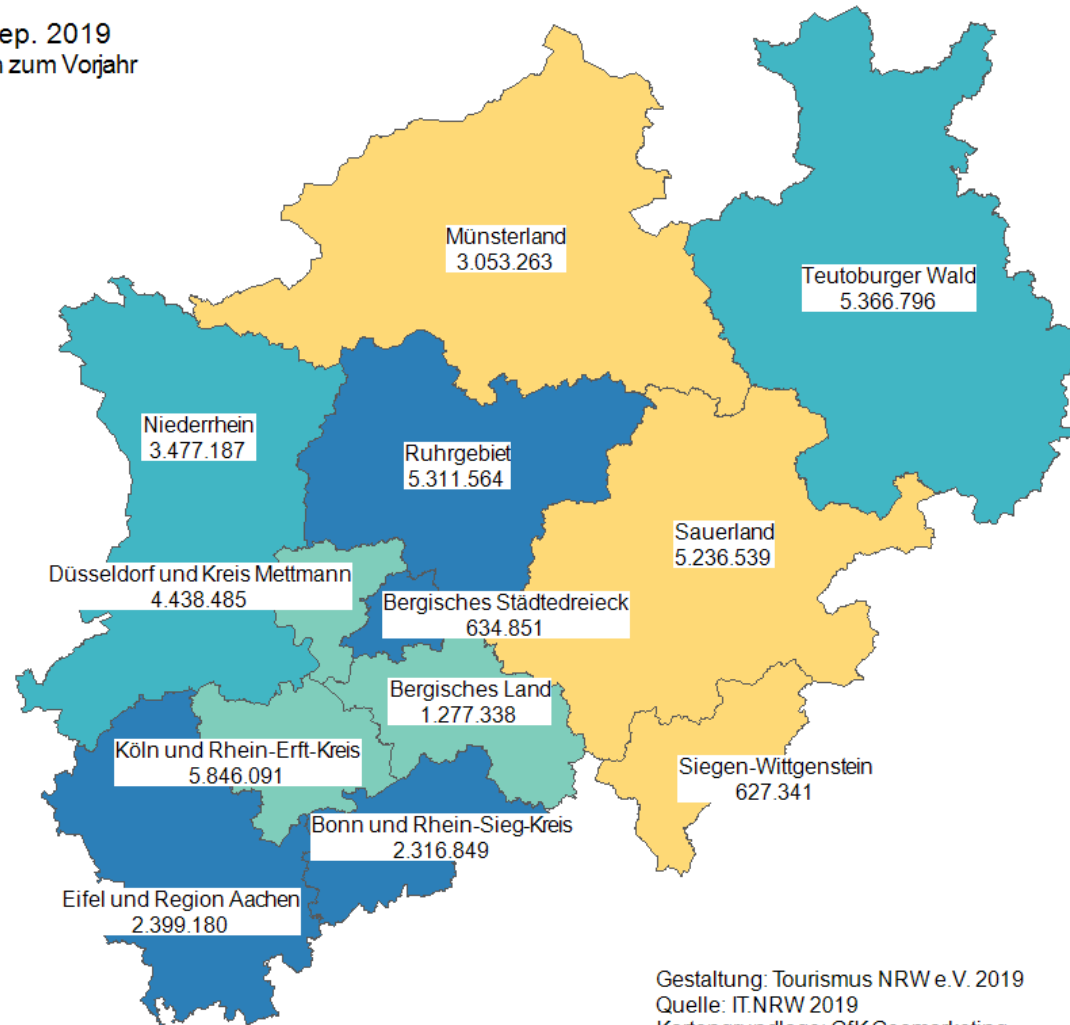 2019
zum Vorjahr
Münsterland
3.053.263
Teutoburger Wald
5.366.796
Niederrhein
3.477.187
Ruhrgebiet
5.311.564
Sauerland
5.236.539
Düsseldorf und Kreis Mettmann
4.438.485
Bergisches Städtedreieck
634.851
Bergisches Land
1.277.338
Köln und Rhein-Erft-Kreis
5.846.091
Siegen-Wittgenstein
627.341
Bonn und Rhein-Sieg-Kreis
2.316.849
Eifel und Region Aachen
2.399.180
Gestaltung: Tourismus NRW e.V. 2019
Quelle: IT.NRW 2019